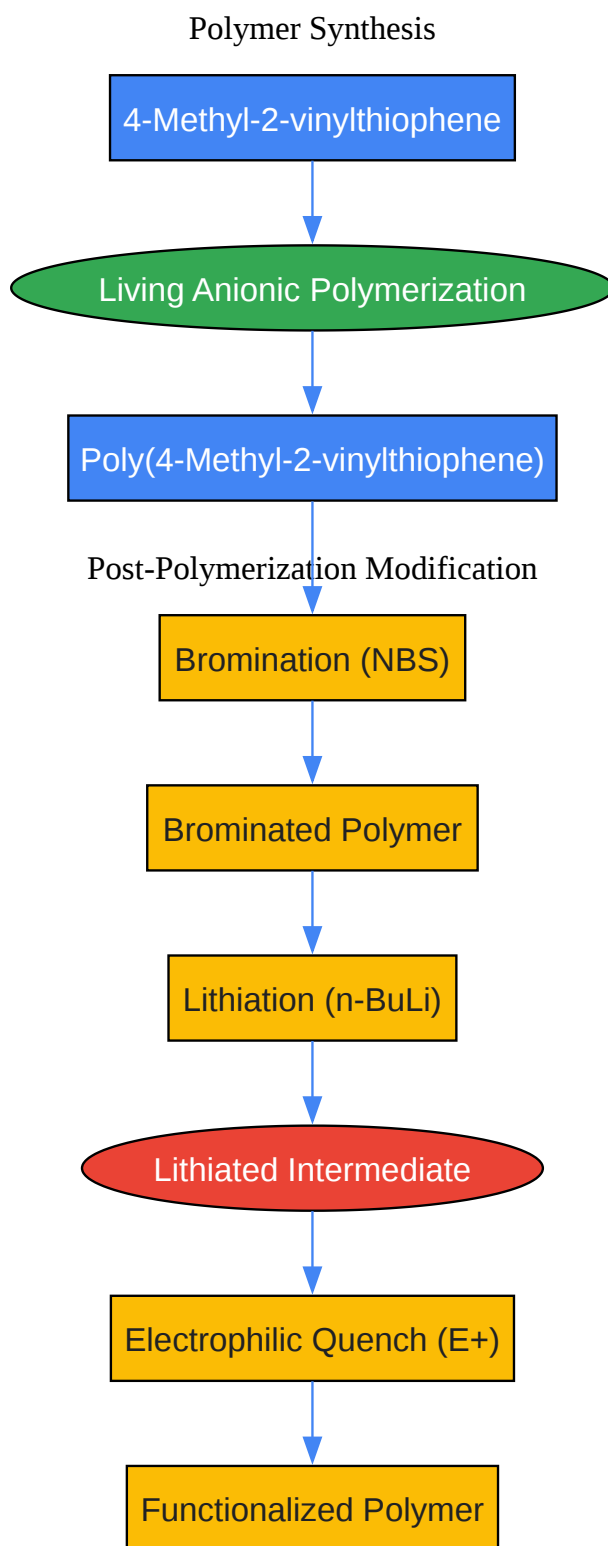 Polymer Synthesis
4-Methyl-2-vinylthiophene
Living Anionic Polymerization
Poly(4-Methyl-2-vinylthiophene)
Post-Polymerization Modification
Bromination (NBS)
Brominated Polymer
Lithiation (n-BuLi)
Lithiated Intermediate
Electrophilic Quench (E+)
Functionalized Polymer